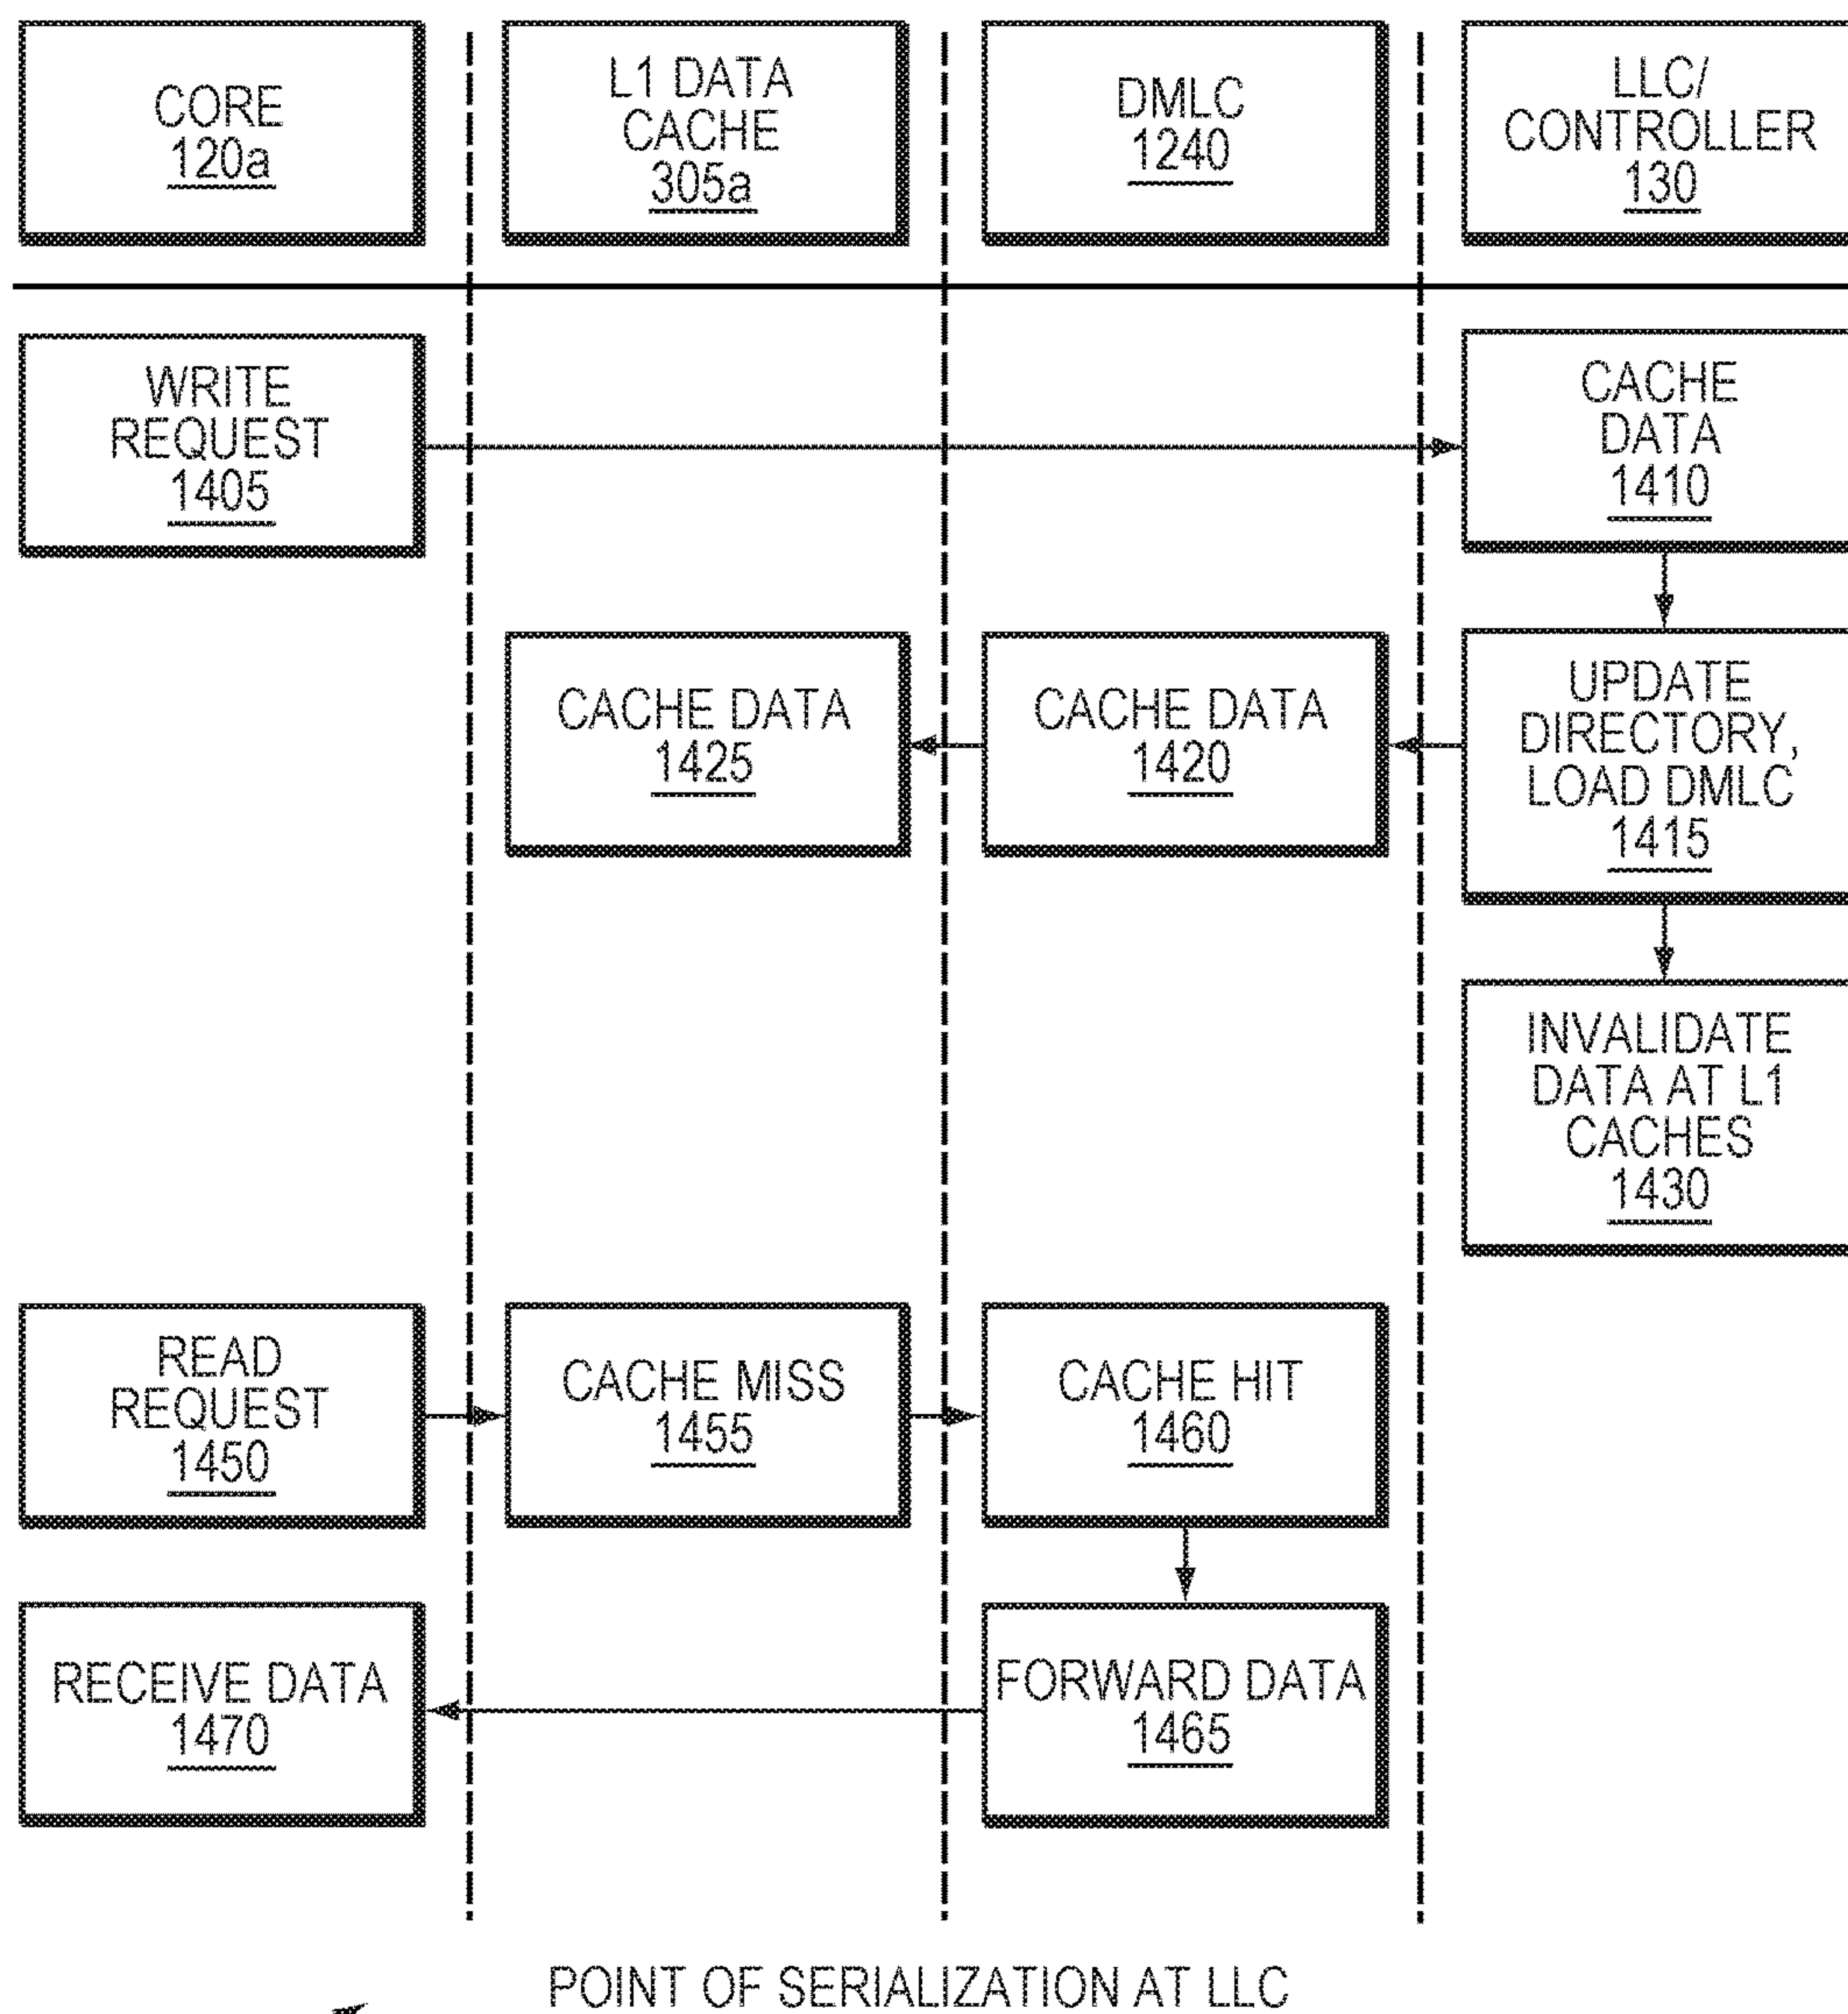 CORE
120a
L1 DATA
CACHE
305a
DMLC
1240
LLC/
CONTROLLER
130
WRITE
REQUEST
1405
CACHE
DATA
1410
CACHE DATA
1425
CACHE DATA
1420
UPDATE
DIRECTORY,
LOAD DMLC
1415
INVALIDATE
DATA AT L1
CACHES
1430
READ
REQUEST
1450
CACHE MISS
1455
CACHE HIT
1460
RECEIVE DATA
1470
FORWARD DATA
1465
POINT OF SERIALIZATION AT LLC